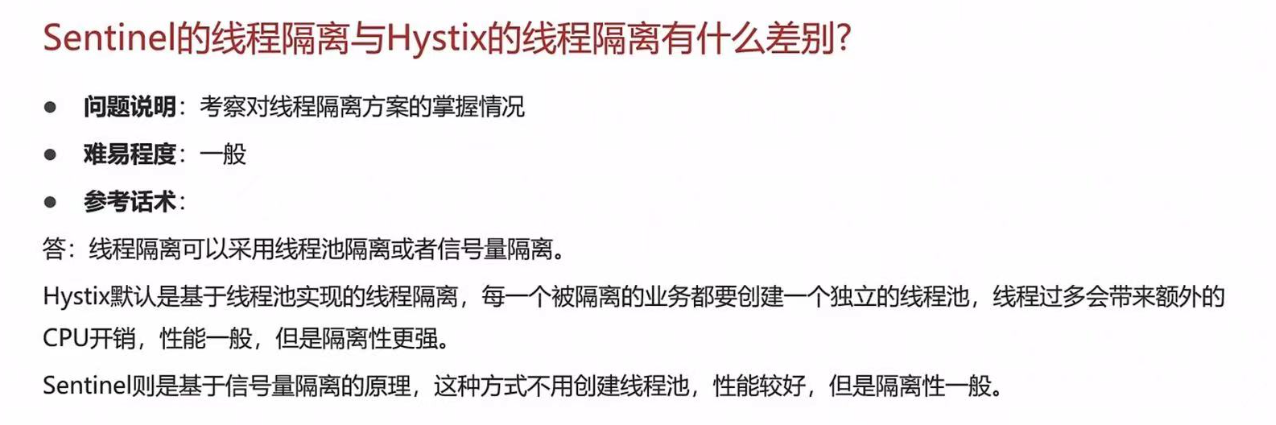 Sentinel的线程隔离与Hystix的线程隔离有什么差别?
● 问题说明：考察对线程隔离方案的掌握情况
● 难易程度：一般
● 参考话术：
答：线程隔离可以采用线程池隔离或者信号量隔离。
Hystix默认是基于线程池实现的线程隔离，每一个被隔离的业务都要创建一个独立的线程池，线程过多会带来额外的
CPU开销，性能一般，但是隔离性更强。
Sentinel则是基于信号量隔离的原理，这种方式不用创建线程池，性能较好，但是隔离性一般。